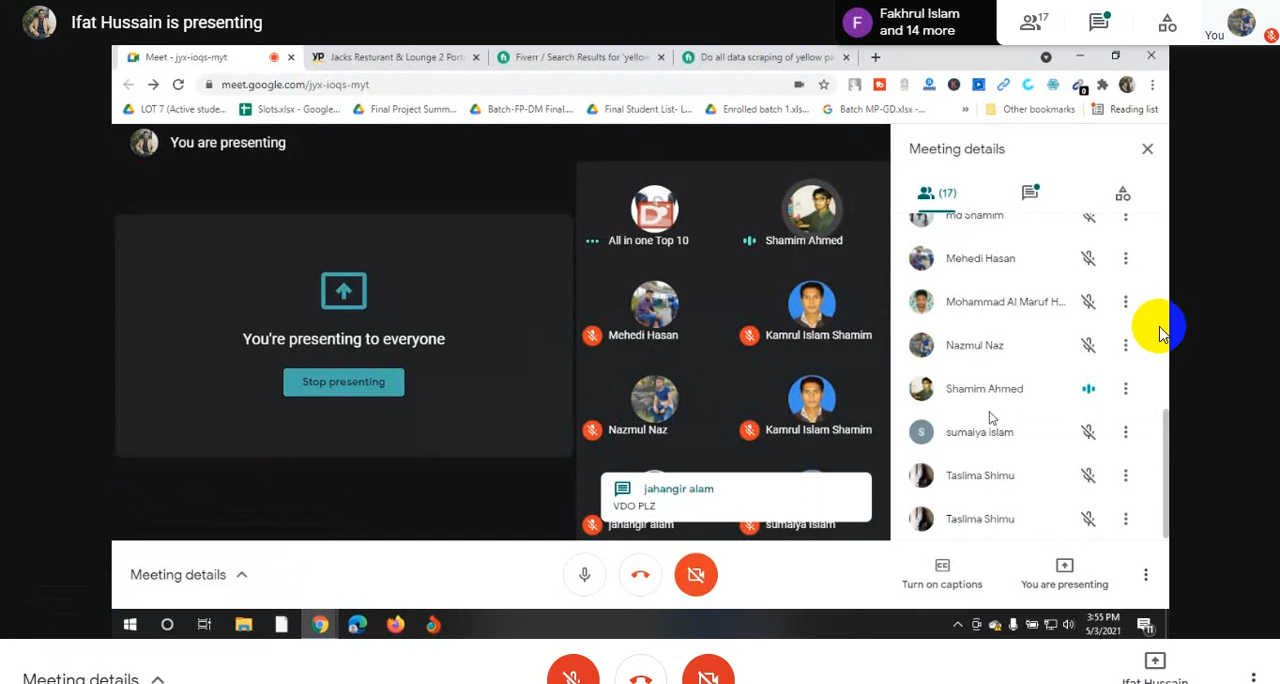 Ifat Hussain is presenting
F
Fakhrul Islam
and 14 more
17
You
Meet - jyx-ioqs-myt
YP
Jacks Resturant & Lounge 2 Port
Fiverr / Search Results for 'yellow
Do all data scraping of yellow pa
meet.google.com/jyx-ioqs-myt
0
LOT 7 (Active stude...
Slots.xlsx - Google...
Final Project Summ...
Batch-FP-DM Final...
Final Student List- L...
Enrolled batch 1.xls...
Batch MP-GD.xlsx -...
»
Other bookmarks
Reading list
You are presenting
You're presenting to everyone
Stop presenting
All in one Top 10
Shamim Ahmed
Mehedi Hasan
Kamrul Islam Shamim
Nazmul Naz
Kamrul Islam Shamim
jahangir alam
VDO PLZ
jahangir alam
sumaiya islam
Meeting details
(17)
md Shamim
Mehedi Hasan
Mohammad Al Maruf H...
Nazmul Naz
Shamim Ahmed
S
sumaiya islam
Taslima Shimu
Taslima Shimu
Meeting details
CC
Turn on captions
You are presenting
3:55 PM
5/3/2021
11
Meeting details
Ifat Hussain